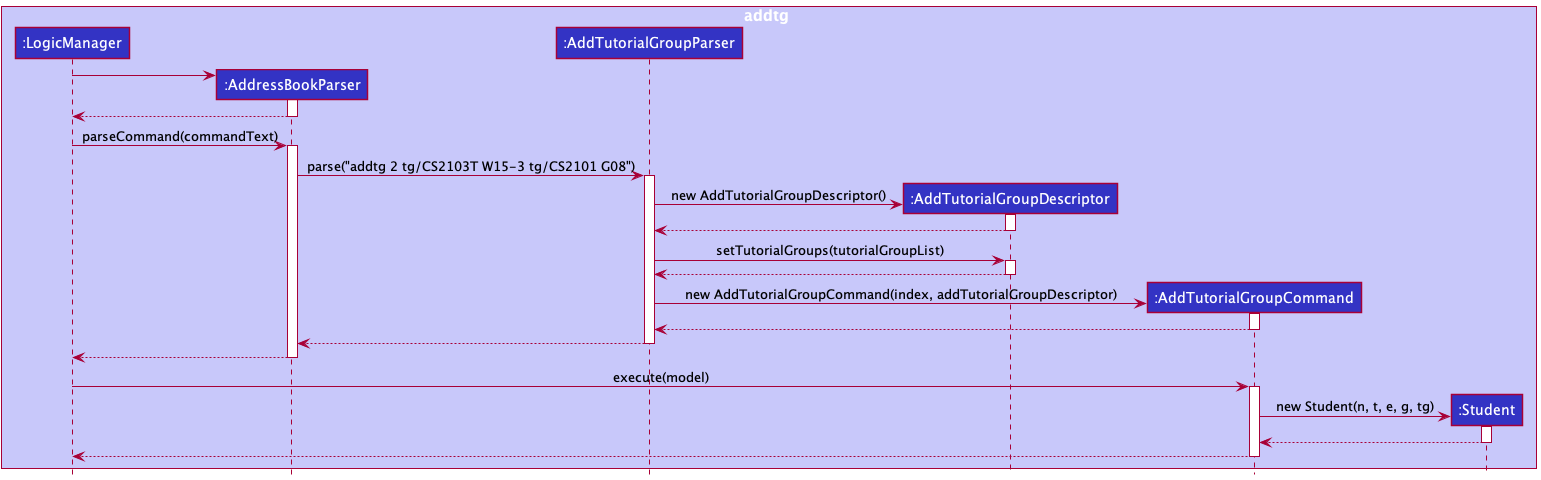 addtg
:LogicManager
:AddTutorialGroupParser
:AddressBookParser
parseCommand(commandText)
parse("addtg 2 tg/CS2103T W15-3 tg/CS2101 G08")
new AddTutorialGroupDescriptor()
:AddTutorialGroupDescriptor
setTutorialGroups(tutorialGroupList)
new AddTutorialGroupCommand(index, addTutorialGroupDescriptor)
:AddTutorialGroupCommand
execute(model)
new Student(n, t, e, g, tg)
:Student